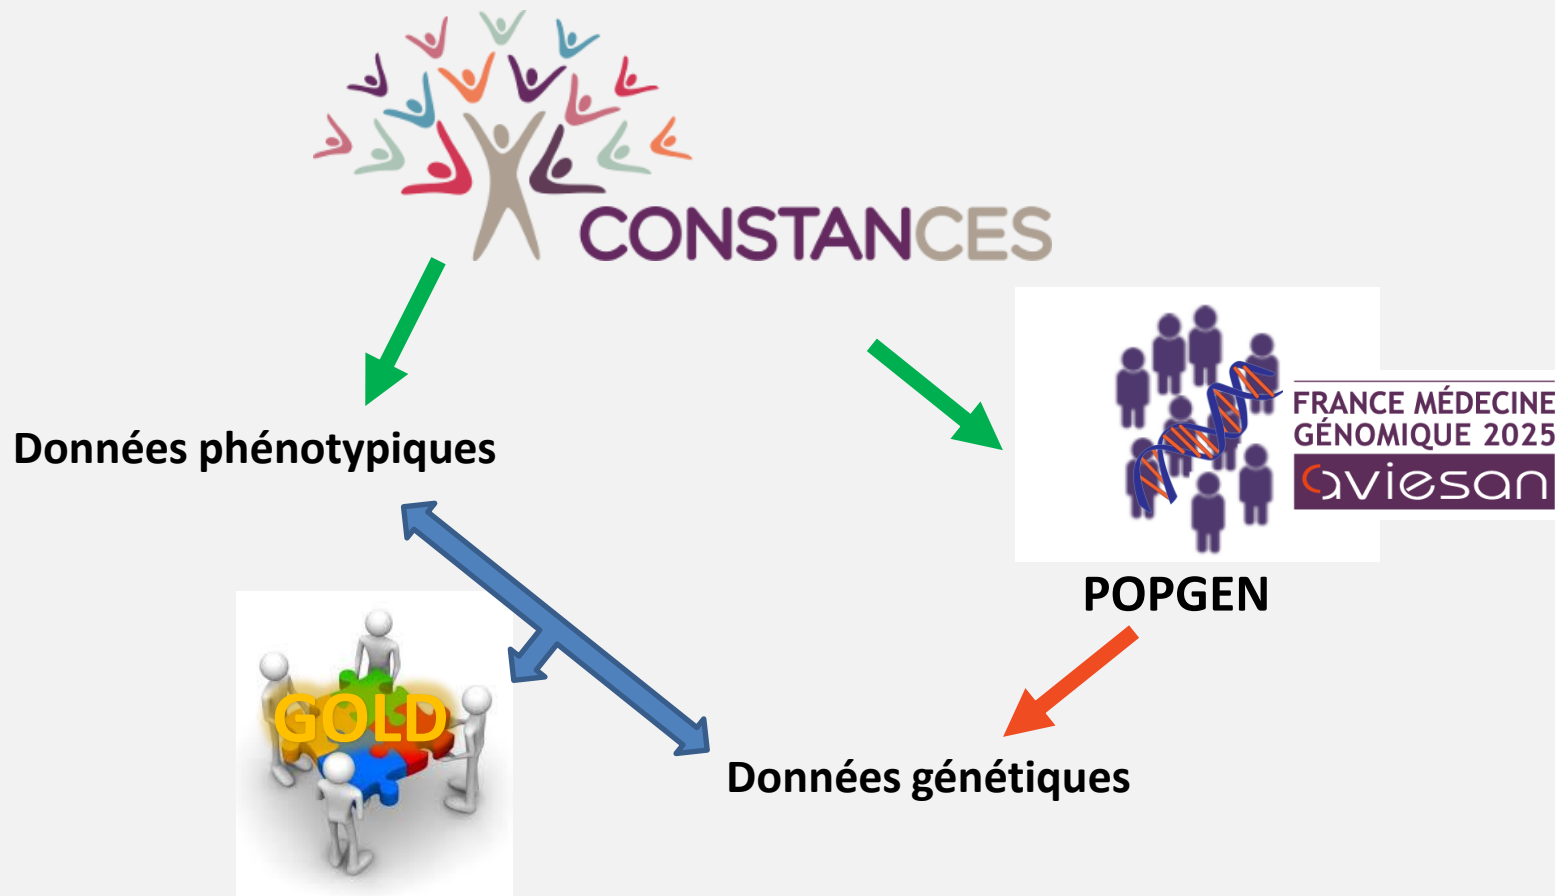 CONSTANCES
Données phénotypiques
FRANCE MÉDECINE
GÉNOMIQUE 2025
aviesan
POPGEN
GOLD
Données génétiques